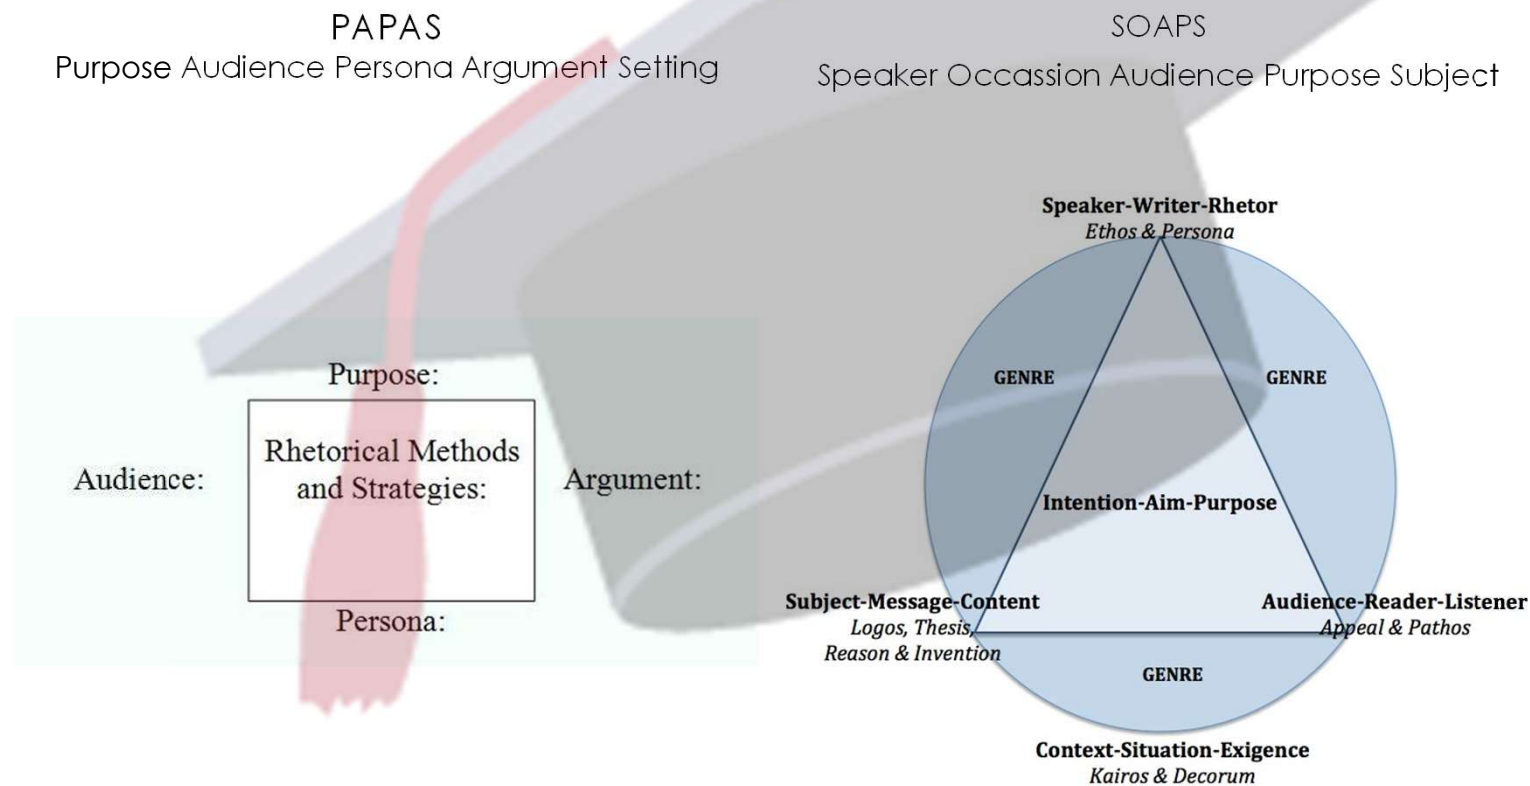 PAPAS
Purpose Audience Persona Argument Setting
Purpose:
Audience:
Rhetorical Methods
and Strategies:
Argument:
Persona:
SOAPS
Speaker Occassion Audience Purpose Subject
Speaker-Writer-Rhetor
Ethos & Persona
GENRE
GENRE
Intention-Aim-Purpose
Subject-Message-Content
Logos, Thesis,
Reason & Invention
Audience-Reader-Listener
Appeal & Pathos
GENRE
Context-Situation-Exigence
Kairos & Decorum